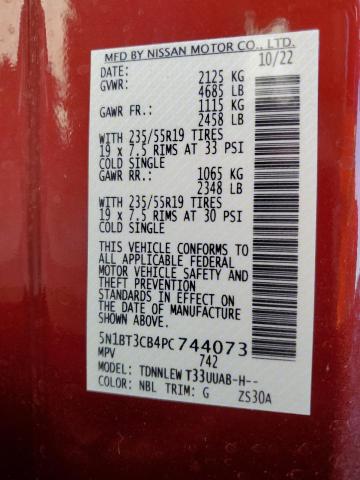 MFD BY NISSAN MOTOR CO., LTD.
DATE: 10/22
GVWR: 2125 KG
4685 LB
GAWR FR.: 1115 KG
2458 LB
WITH 235/55R19 TIRES
19 x 7.5 RIMS AT 33 PSI
COLD SINGLE
GAWR RR.: 1065 KG
2348 LB
WITH 235/55R19 TIRES
19 x 7.5 RIMS AT 30 PSI
COLD SINGLE
THIS VEHICLE CONFORMS TO
ALL APPLICABLE FEDERAL
MOTOR VEHICLE SAFETY AND
THEFT PREVENTION
STANDARDS IN EFFECT ON
THE DATE OF MANUFACTURE
SHOWN ABOVE.
5N1BT3CB4PC744073
MPV 742
MODEL: TDNNLEW T33UUAB-H--
COLOR: NBL TRIM: G ZS30A